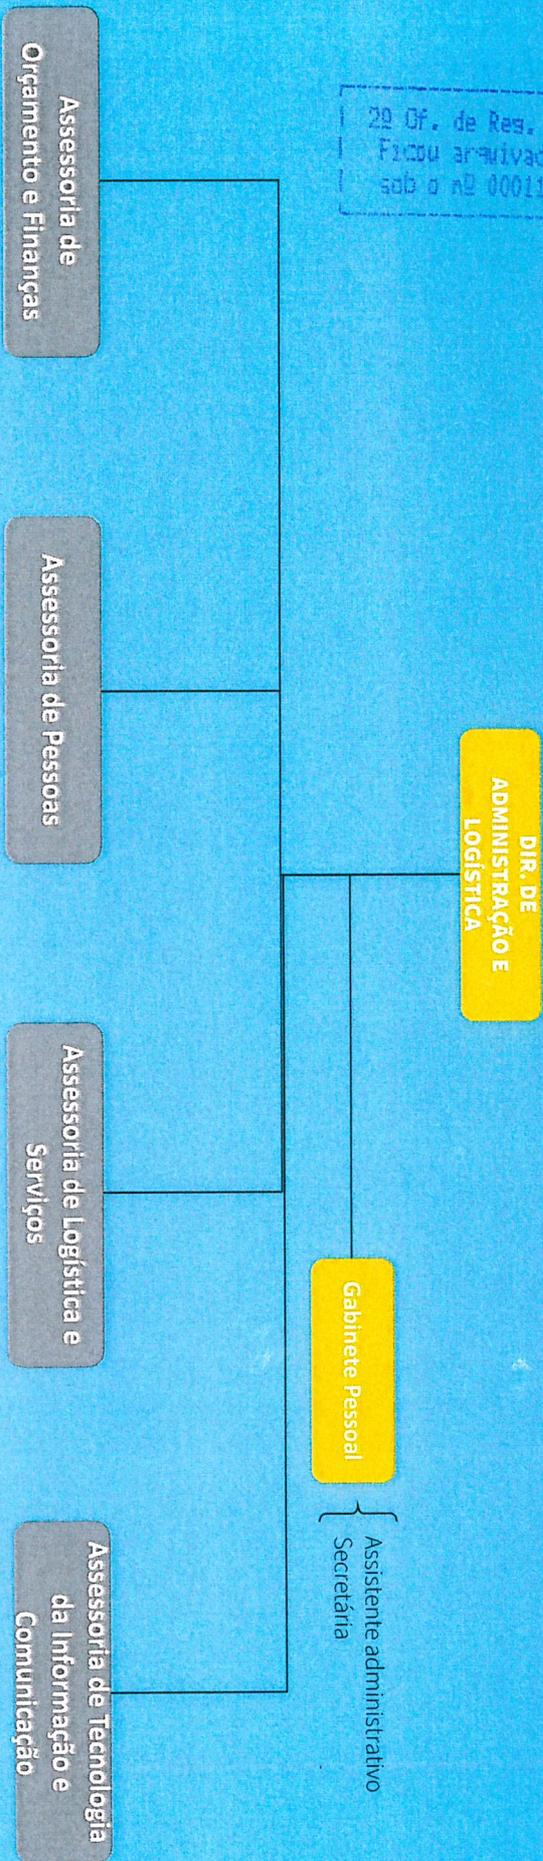 2º Of. de Reg.
Ficou arquivad
sob o nº 00011
DIR. DE
ADMINISTRAÇÃO E
LOGÍSTICA
Gabinete Pessoal
Assistente administrativo
Secretária
Assessoria de
Orçamento e Finanças
Assessoria de Pessoas
Assessoria de Logística e
Serviços
Assessoria de Tecnologia
da Informação e
Comunicação